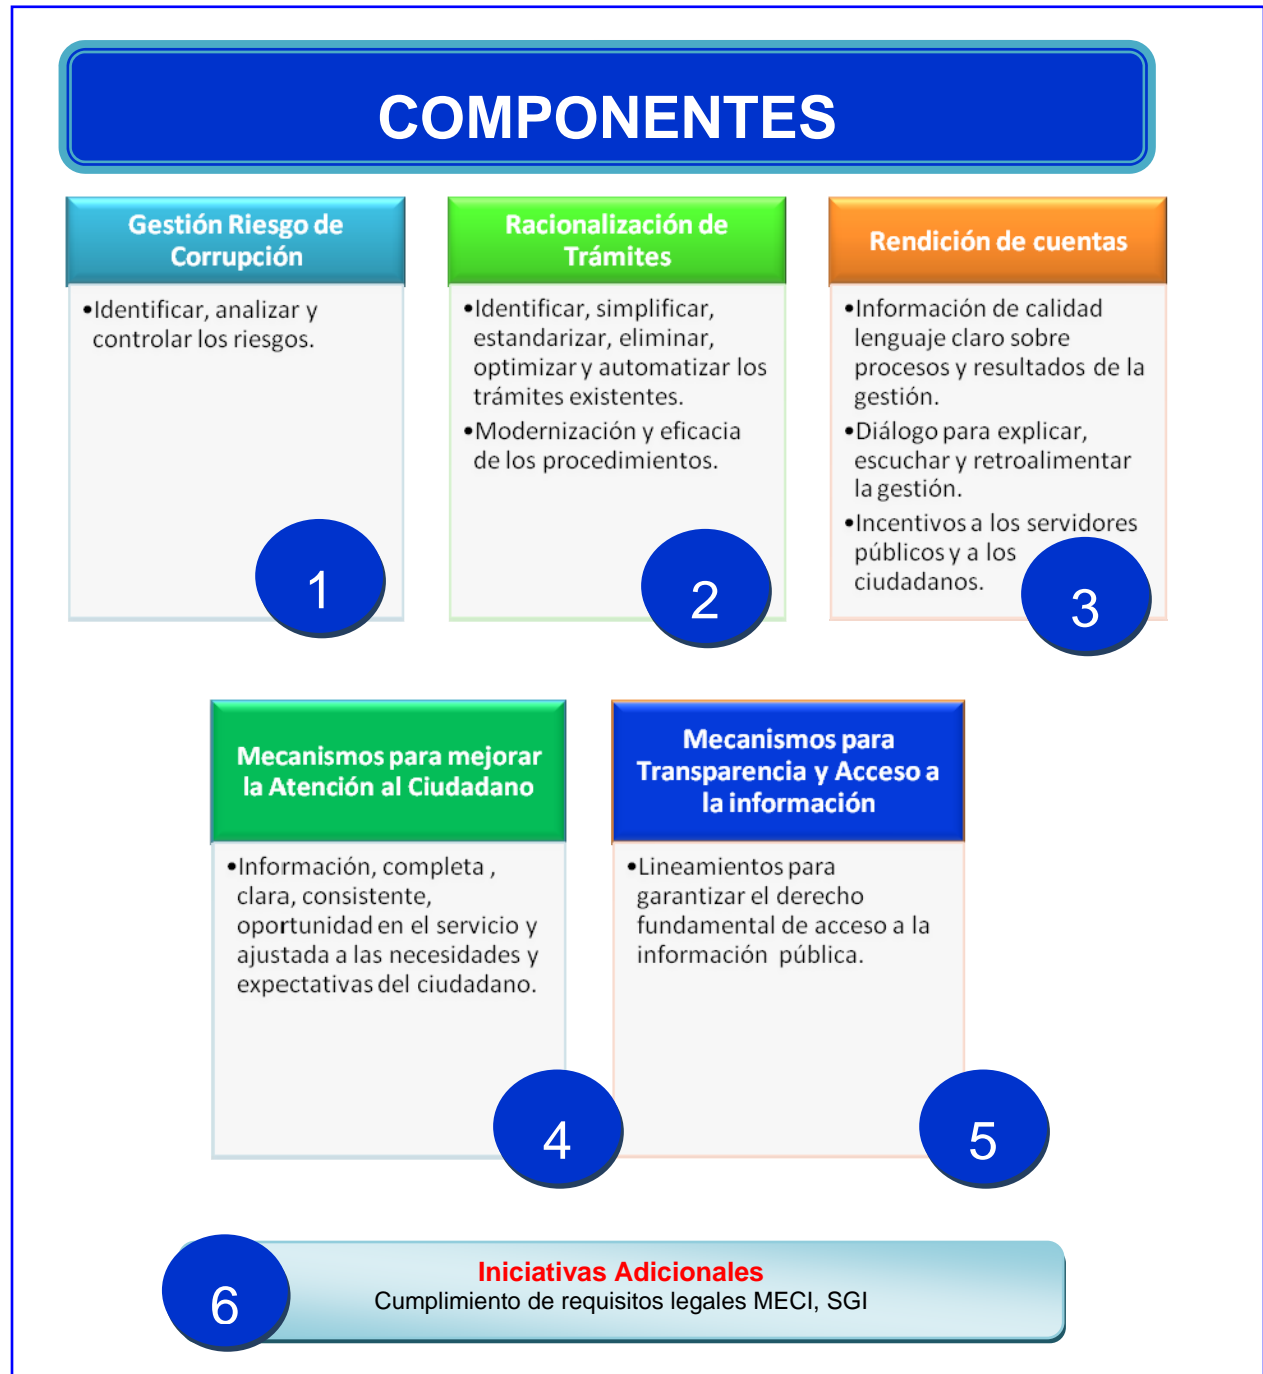 COMPONENTES
Gestión Riesgo de
Corrupción
•Identificar, analizar y
controlar los riesgos.
1
Racionalización de
Trámites
•Identificar, simplificar,
estandarizar, eliminar,
optimizar y automatizar los
trámites existentes.
•Modernización y eficacia
de los procedimientos.
2
Rendición de cuentas
•Información de calidad
lenguaje claro sobre
procesos y resultados de la
gestión.
•Diálogo para explicar,
escuchar y retroalimentar
la gestión.
•Incentivos a los servidores
públicos y a los
ciudadanos.
3
Mecanismos para mejorar
la Atención al Ciudadano
•Información, completa ,
clara, consistente,
oportunidad en el servicio y
ajustada a las necesidades y
expectativas del ciudadano.
4
Mecanismos para
Transparencia y Acceso a
la información
•Lineamientos para
garantizar el derecho
fundamental de acceso a la
información pública.
5
6
Iniciativas Adicionales
Cumplimiento de requisitos legales MECI, SGI